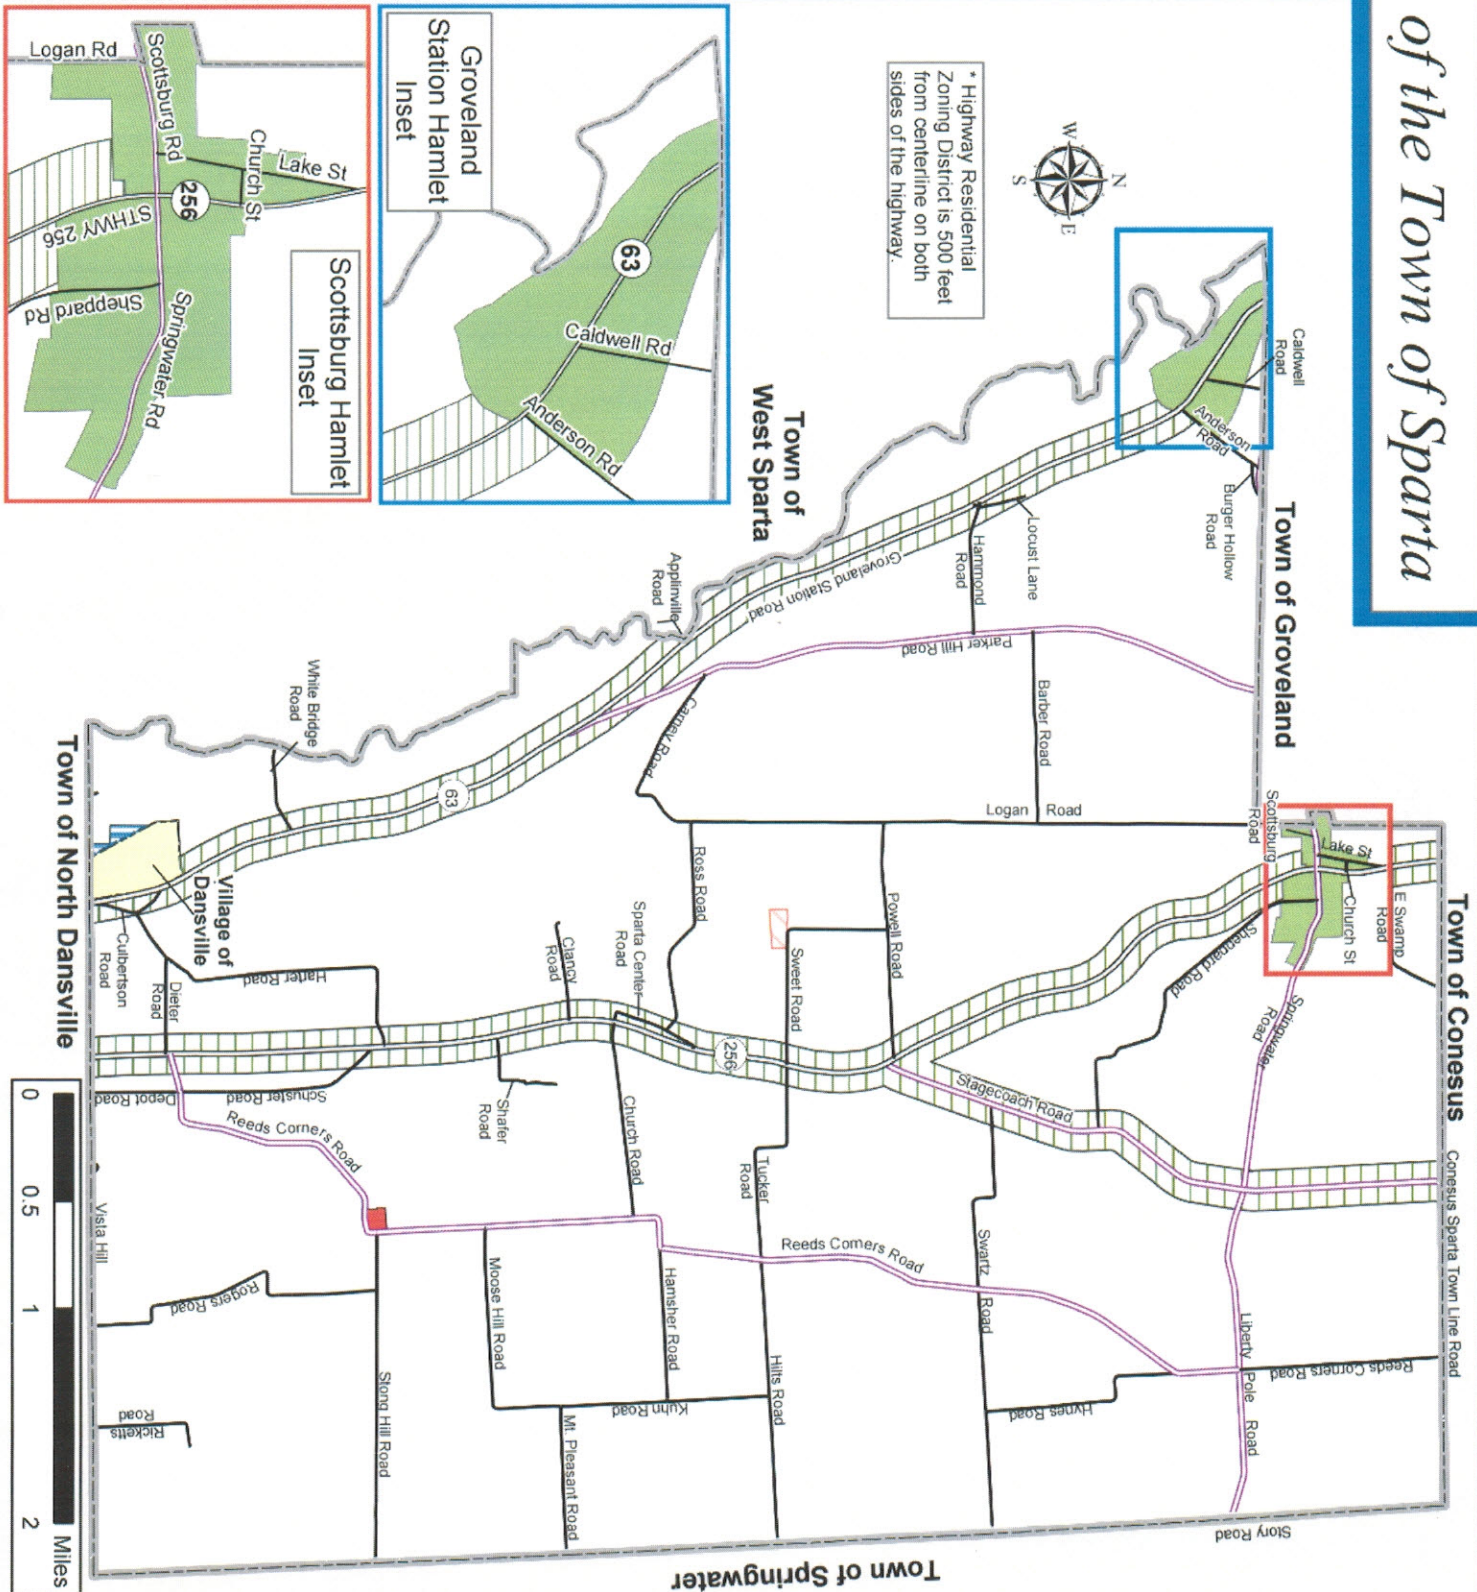 of the Town of Sparta
* Highway Residential
Zoning District is 500 feet
from centerline on both
sides of the highway.
N
W
E
S
Groveland
Station Hamlet
Inset
63
Caldwell Rd
Anderson Rd
Scottsburg Hamlet
Inset
Logan Rd
Scottsburg Rd
Church St
Lake St
256
STHWY 256
Sheppard Rd
Springwater Rd
Town of Conesus
Conesus Sparta Town Line Road
Town of Groveland
Town of
West Sparta
Town of North Dansville
Town of Springwater
Village of
Dansville
Caldwell
Road
Anderson
Road
Burger Hollow
Road
Locust Lane
Hammond
Road
Groveland Station Road
Parker Hill Road
Barber Road
Applinville
Road
Carney Road
Logan Road
White Bridge
Road
63
Scottsburg
Road
Lake St
Church St
E Swamp
Road
Sheppard Road
Springwater
Road
Powell Road
Ross Road
Sweet Road
Sparta Center
Road
Clancy
Road
256
Stagecoach Road
Harter Road
Culbertson
Road
Dieter
Road
Depot Road
Schuster Road
Shafer
Road
Church Road
Tucker
Road
Reeds Corners Road
Reeds Corners Road
Swartz Road
Liberty Pole Road
Reeds Corners Road
Hynes Road
Hilts Road
Hamsher Road
Moose Hill Road
Kuhn Road
Mt. Pleasant Road
Stong Hill Road
Rogers Road
Ricketts
Road
Vista Hill
Story Road
0 0.5 1 2
Miles